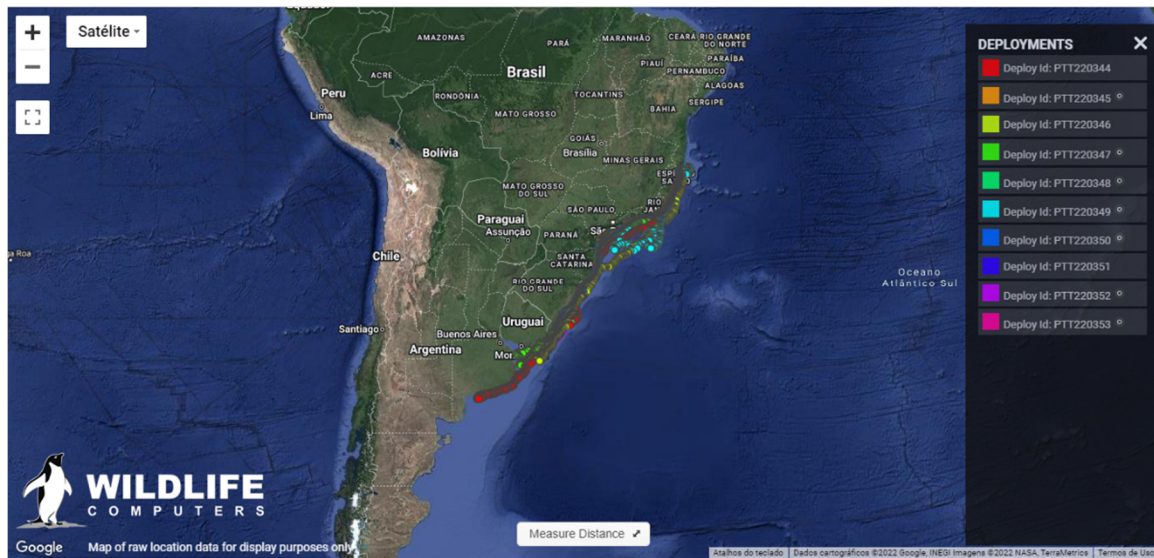 +
Satélite
−
AMAZONAS
PARÁ
MARANHÃO
CEARÁ
RIO GRANDE
DO NORTE
PIAUÍ
PARAÍBA
PERNAMBUCO
ACRE
Brasil
ALAGOAS
TOCANTINS
SERGIPE
RONDÔNIA
BAHIA
Peru
Lima
MATO GROSSO
GOIÁS
Brasília
Bolívia
MINAS GERAIS
MATO GROSSO
DO SUL
SÃO PAULO
RIO
Paraguai
Assunção
PARANÁ
Chile
SANTA
CATARINA
RIO GRANDE
DO SUL
Oceano
Atlântico Sul
Uruguai
Santiago
Buenos Aires
Argentina
DEPLOYMENTS
Deploy Id: PTT220344
Deploy Id: PTT220345
Deploy Id: PTT220346
Deploy Id: PTT220347
Deploy Id: PTT220348
Deploy Id: PTT220349
Deploy Id: PTT220350
Deploy Id: PTT220351
Deploy Id: PTT220352
Deploy Id: PTT220353
WILDLIFE
COMPUTERS
Measure Distance
Google
Map of raw location data for display purposes only
Atalhos do teclado
Dados cartográficos ©2022 Google, INEGI Imagens ©2022 NASA, TerraMetrics
Termos de Uso